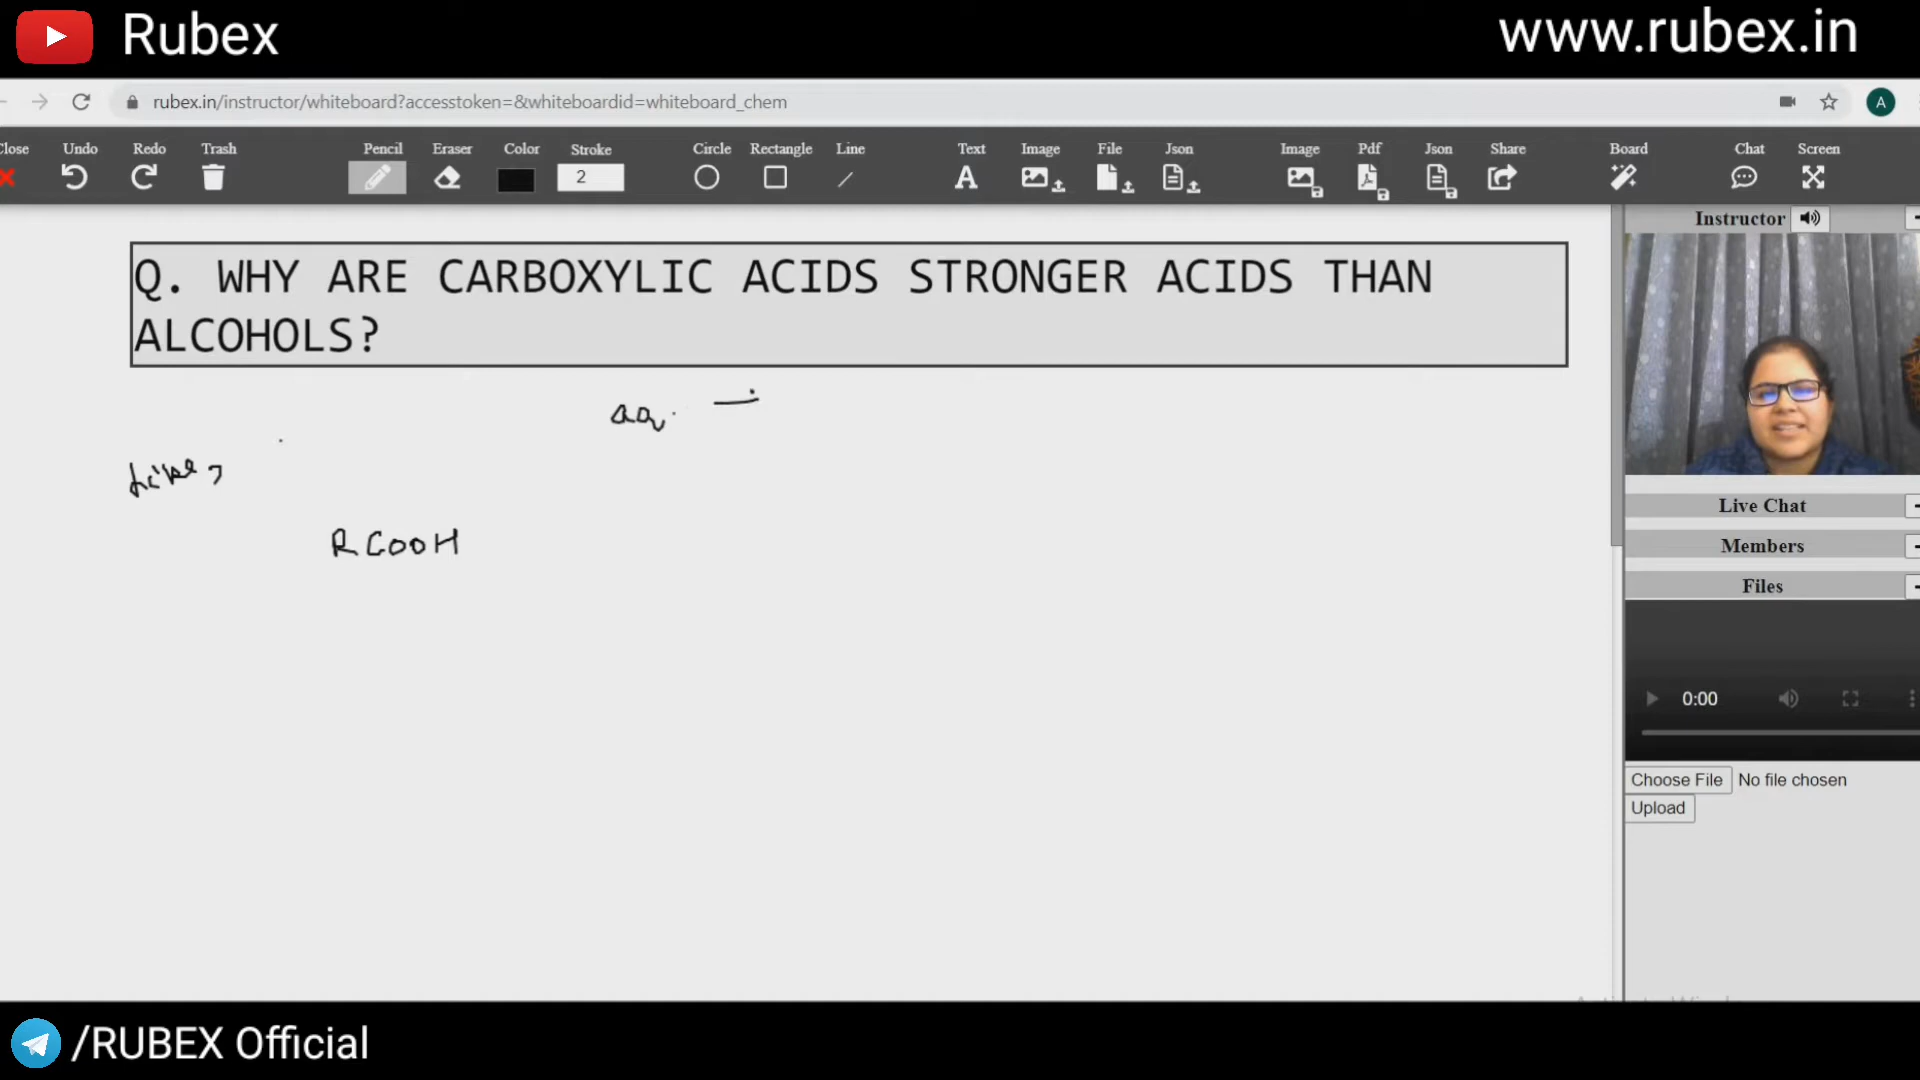 Rubex
www.rubex.in
rubex.in/instructor/whiteboard?accesstoken=&whiteboardid=whiteboard_chem
A
Close Undo Redo Trash Pencil Eraser Color Stroke Circle Rectangle Line Text Image File Json Image Pdf Json Share Board Chat Screen
2
Instructor
Q. WHY ARE CARBOXYLIC ACIDS STRONGER ACIDS THAN
ALCOHOLS?
aq.
Like,
RCOOH
Live Chat
Members
Files
0:00
Choose File No file chosen
Upload
/RUBEX Official